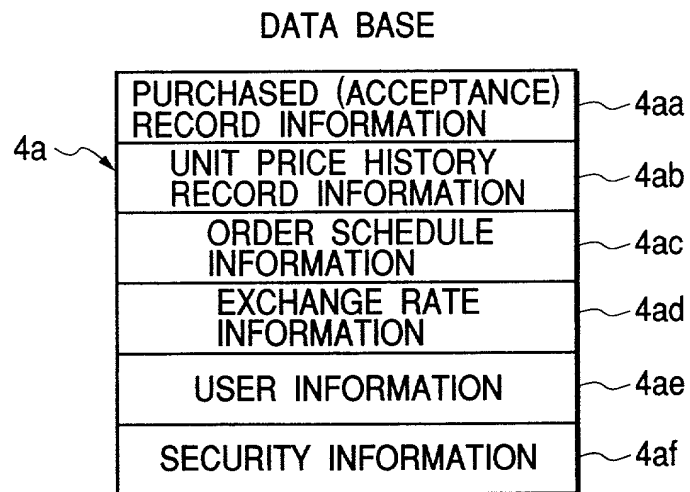 DATA BASE
PURCHASED (ACCEPTANCE)
RECORD INFORMATION
4aa
4a
UNIT PRICE HISTORY
RECORD INFORMATION
4ab
ORDER SCHEDULE
INFORMATION
4ac
EXCHANGE RATE
INFORMATION
4ad
USER INFORMATION
4ae
SECURITY INFORMATION
4af